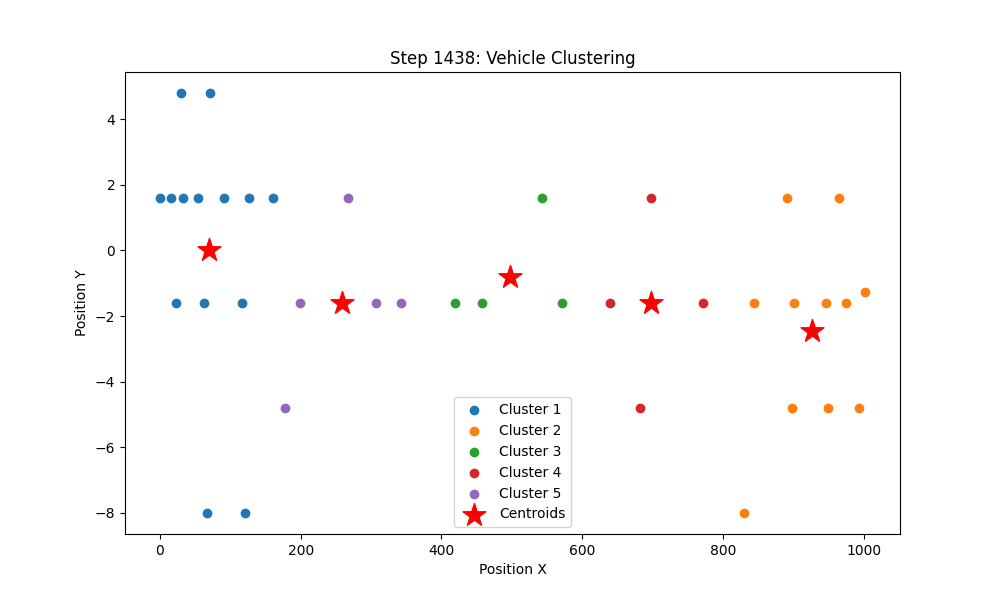 Step 1438: Vehicle Clustering
Position Y
4
2
0
−2
−4
−6
−8
Cluster 1
Cluster 2
Cluster 3
Cluster 4
Cluster 5
Centroids
0 200 400 600 800 1000
Position X